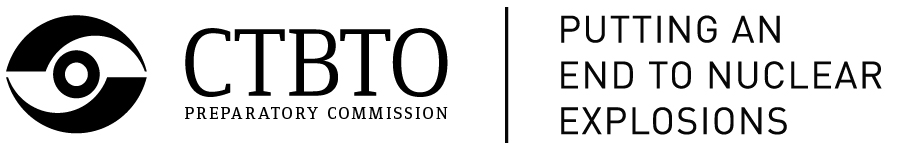 CTBTO
PREPARATORY COMMISSION
PUTTING AN
END TO NUCLEAR
EXPLOSIONS